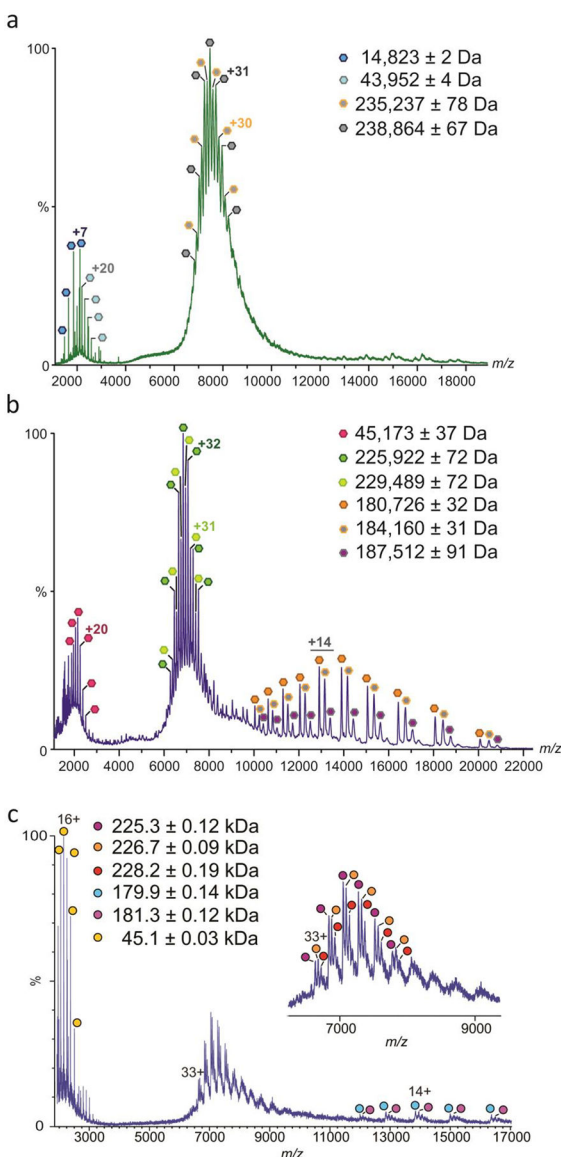 a
100
%
0
+7
+20
+31
+30
14,823 ± 2 Da
43,952 ± 4 Da
235,237 ± 78 Da
238,864 ± 67 Da
2000 4000 6000 8000 10000 12000 14000 16000 18000
m/z
b
100
%
0
+20
+32
+31
+14
45,173 ± 37 Da
225,922 ± 72 Da
229,489 ± 72 Da
180,726 ± 32 Da
184,160 ± 31 Da
187,512 ± 91 Da
2000 4000 6000 8000 10000 12000 14000 16000 18000 20000 22000
m/z
c
100
%
0
16+
225.3 ± 0.12 kDa
226.7 ± 0.09 kDa
228.2 ± 0.19 kDa
179.9 ± 0.14 kDa
181.3 ± 0.12 kDa
45.1 ± 0.03 kDa
33+
7000 9000
m/z
33+
14+
3000 5000 7000 9000 11000 13000 15000 17000
m/z